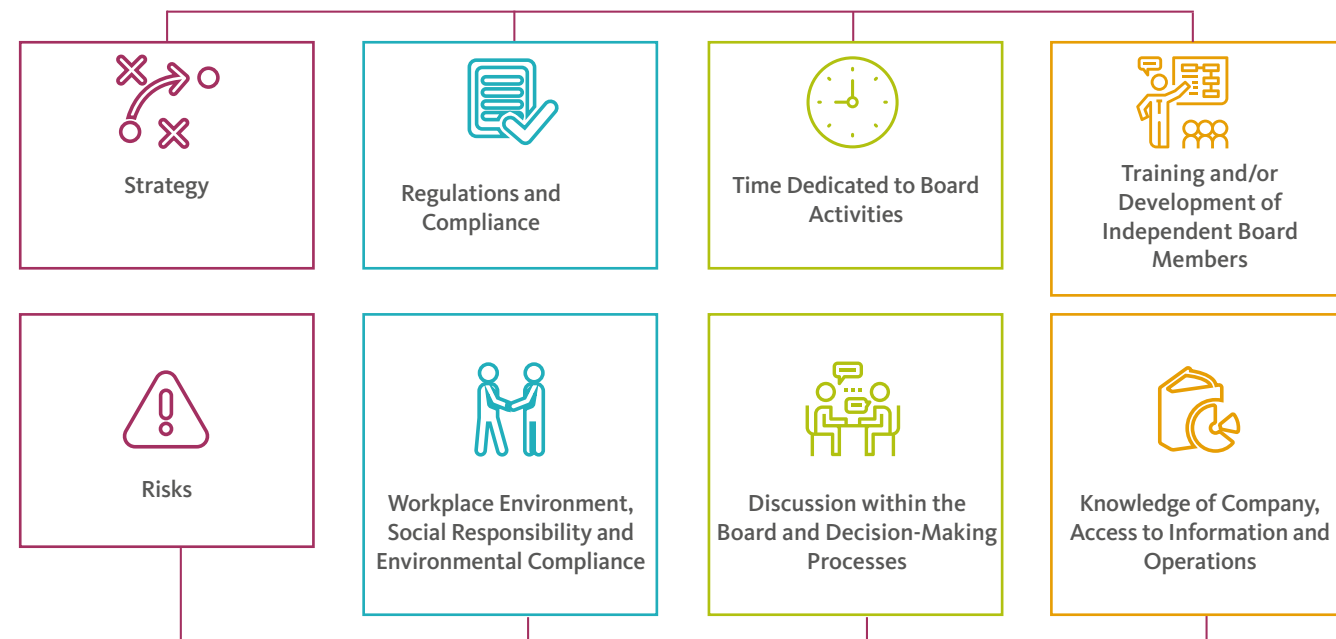 Strategy
Regulations and
Compliance
Time Dedicated to Board
Activities
Training and/or
Development of
Independent Board
Members
Risks
Workplace Environment,
Social Responsibility and
Environmental Compliance
Discussion within the
Board and Decision-Making
Processes
Knowledge of Company,
Access to Information and
Operations